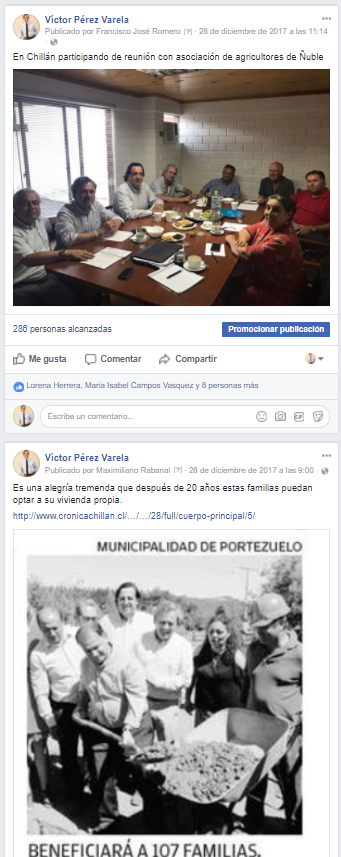 Víctor Pérez Varela
Publicado por Francisco José Romero [?] · 28 de diciembre de 2017 a las 11:14 ·
En Chillán participando de reunión con asociación de agricultores de Ñuble
286 personas alcanzadas
Promocionar publicación
Me gusta
Comentar
Compartir
Lorena Herrera, María Isabel Campos Vasquez y 8 personas más
Escribe un comentario...
GIF
Víctor Pérez Varela
Publicado por Maximiliano Rabanal [?] · 28 de diciembre de 2017 a las 9:00 ·
Es una alegría tremenda que después de 20 años estas familias puedan
optar a su vivienda propia.
http://www.cronicachillan.cl/…/…/28/full/cuerpo-principal/5/
MUNICIPALIDAD DE PORTEZUELO
BENEFICIARÁ A 107 FAMILIAS.